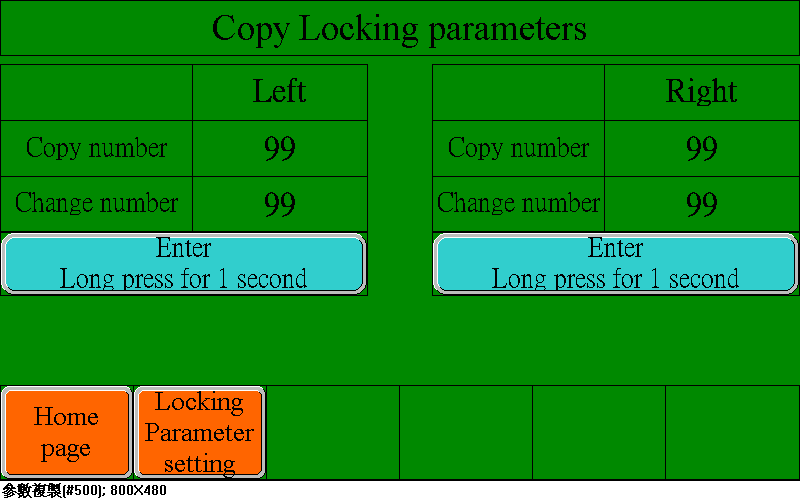 Copy Locking parameters
Left
Copy number 99
Change number 99
Enter
Long press for 1 second
Right
Copy number 99
Change number 99
Enter
Long press for 1 second
Home
page
Locking
Parameter
setting
參數複製(#500); 800X480